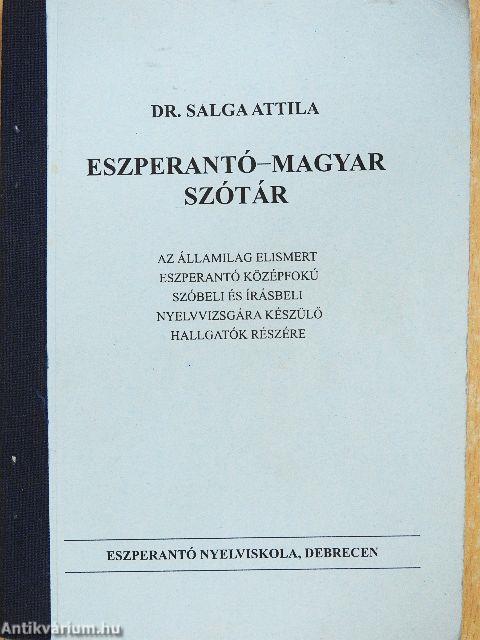 DR. SALGA ATTILA
ESZPERANTÓ–MAGYAR
SZÓTÁR
AZ ÁLLAMILAG ELISMERT
ESZPERANTÓ KÖZÉPFOKÚ
SZÓBELI ÉS ÍRÁSBELI
NYELVVIZSGÁRA KÉSZÜLŐ
HALLGATÓK RÉSZÉRE
ESZPERANTÓ NYELVISKOLA, DEBRECEN
Antikvárium.hu